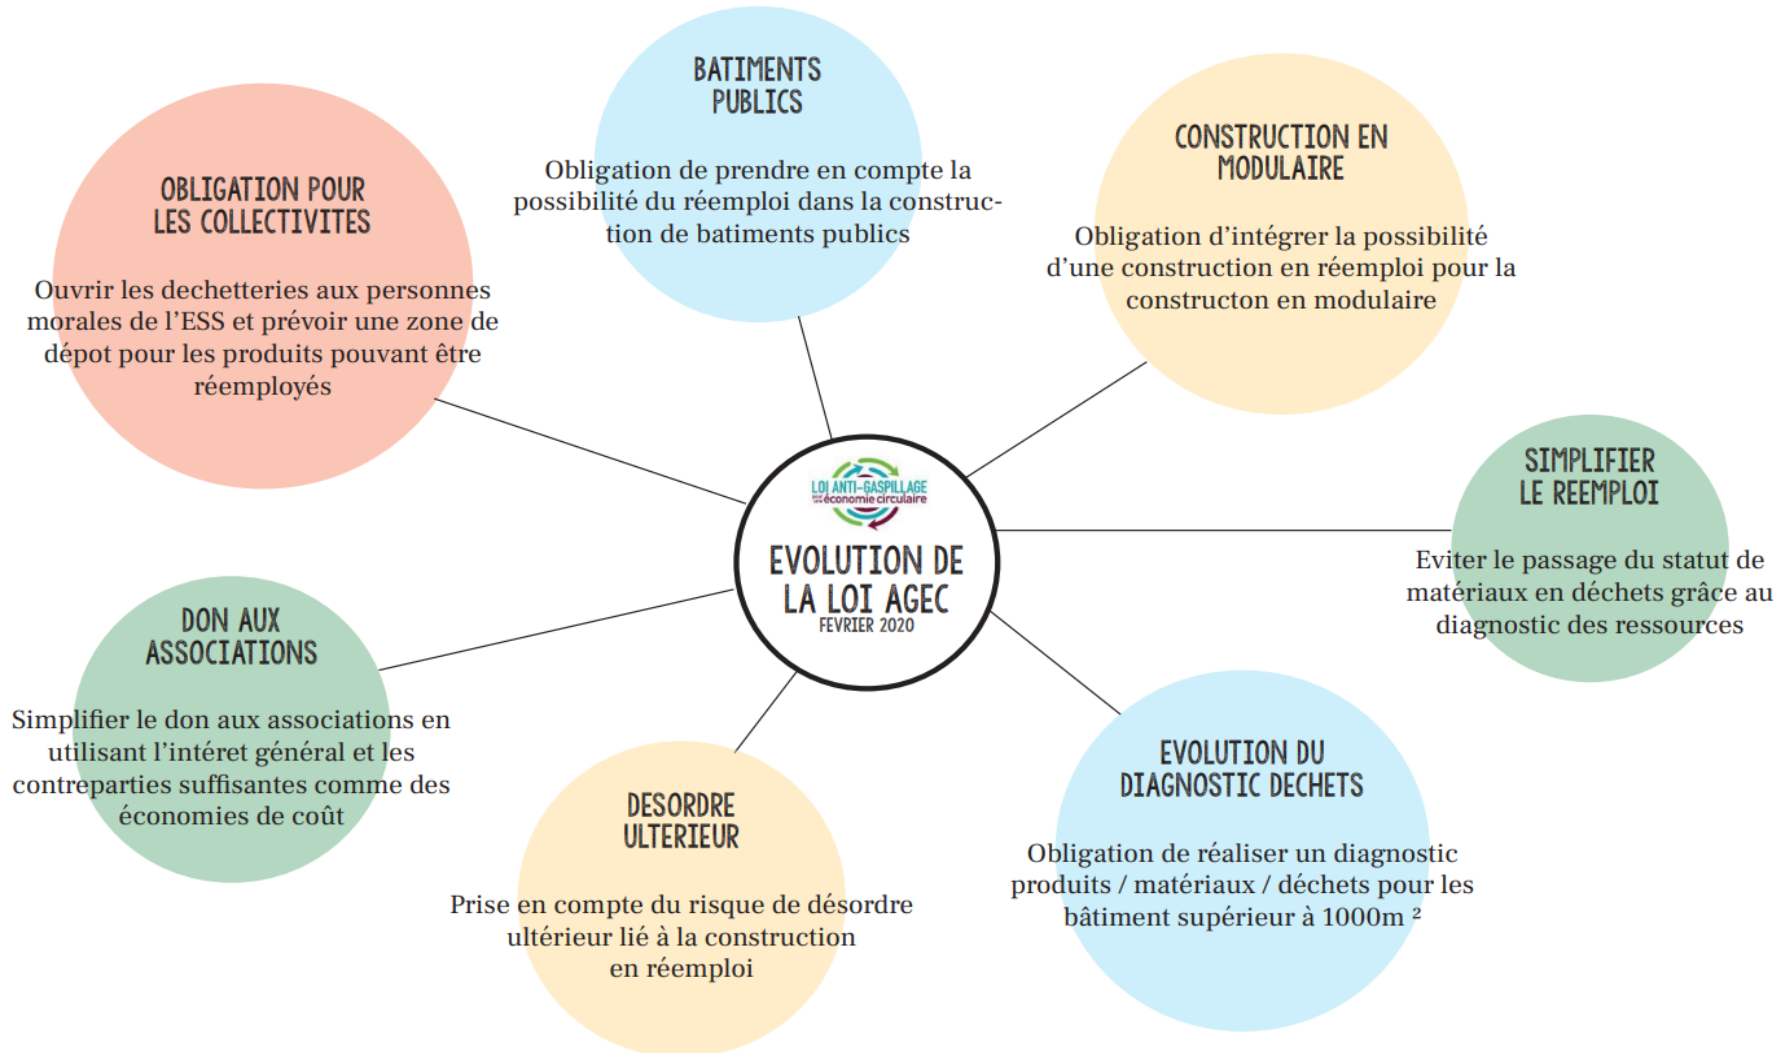 BATIMENTS
PUBLICS
Obligation de prendre en compte la
possibilité du réemploi dans la construc-
tion de batiments publics
CONSTRUCTION EN
MODULAIRE
Obligation d'intégrer la possibilité
d'une construction en réemploi pour la
constructon en modulaire
OBLIGATION POUR
LES COLLECTIVITES
Ouvrir les dechetteries aux personnes
morales de l'ESS et prévoir une zone de
dépot pour les produits pouvant être
réemployés
SIMPLIFIER
LE REEMPLOI
Eviter le passage du statut de
matériaux en déchets grâce au
diagnostic des ressources
LOI ANTI-GASPILLAGE
économie circulaire
EVOLUTION DE
LA LOI AGEC
FEVRIER 2020
DON AUX
ASSOCIATIONS
Simplifier le don aux associations en
utilisant l'intéret général et les
contreparties suffisantes comme des
économies de coût
DESORDRE
ULTERIEUR
Prise en compte du risque de désordre
ultérieur lié à la construction
en réemploi
EVOLUTION DU
DIAGNOSTIC DECHETS
Obligation de réaliser un diagnostic
produits / matériaux / déchets pour les
bâtiment supérieur à 1000m ²